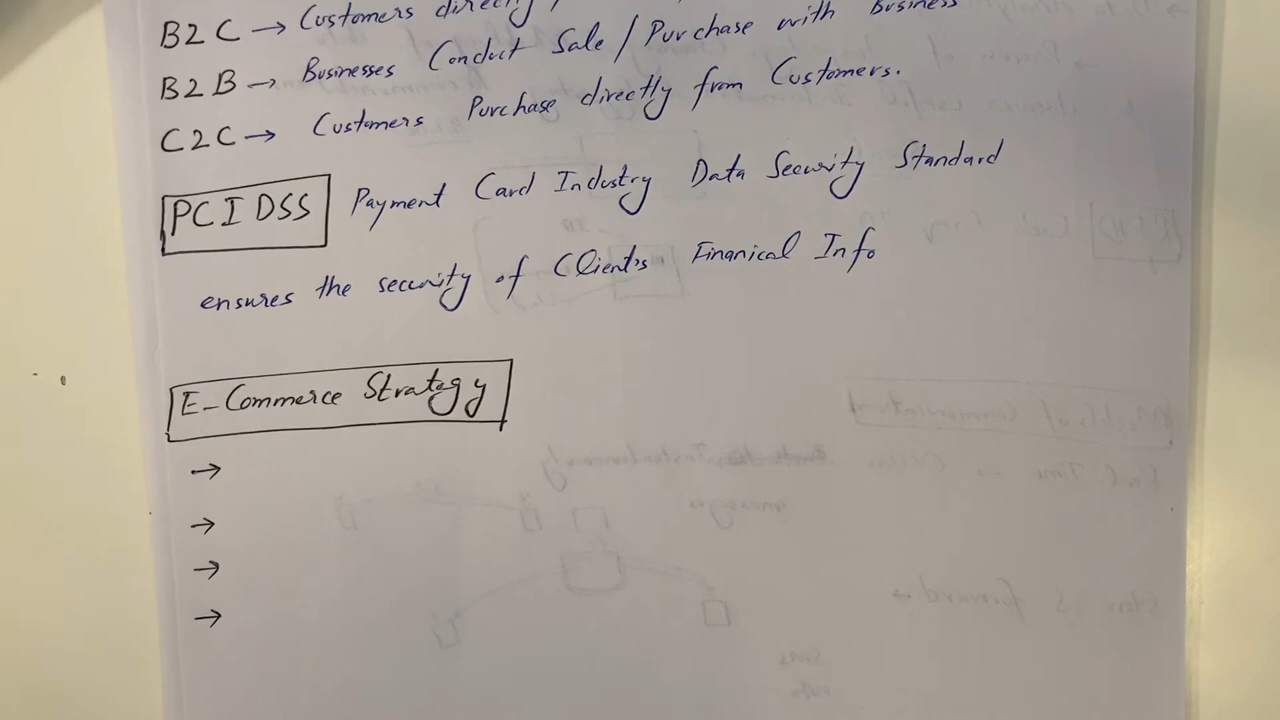 B2C → Customers directly
B2B → Businesses Conduct Sale / Purchase with Business
C2C → Customers Purchase directly from Customers.
PCI DSS Payment Card Industry Data Security Standard
ensures the security of Client's Finanical Info
E-Commerce Strategy
→
→
→
→